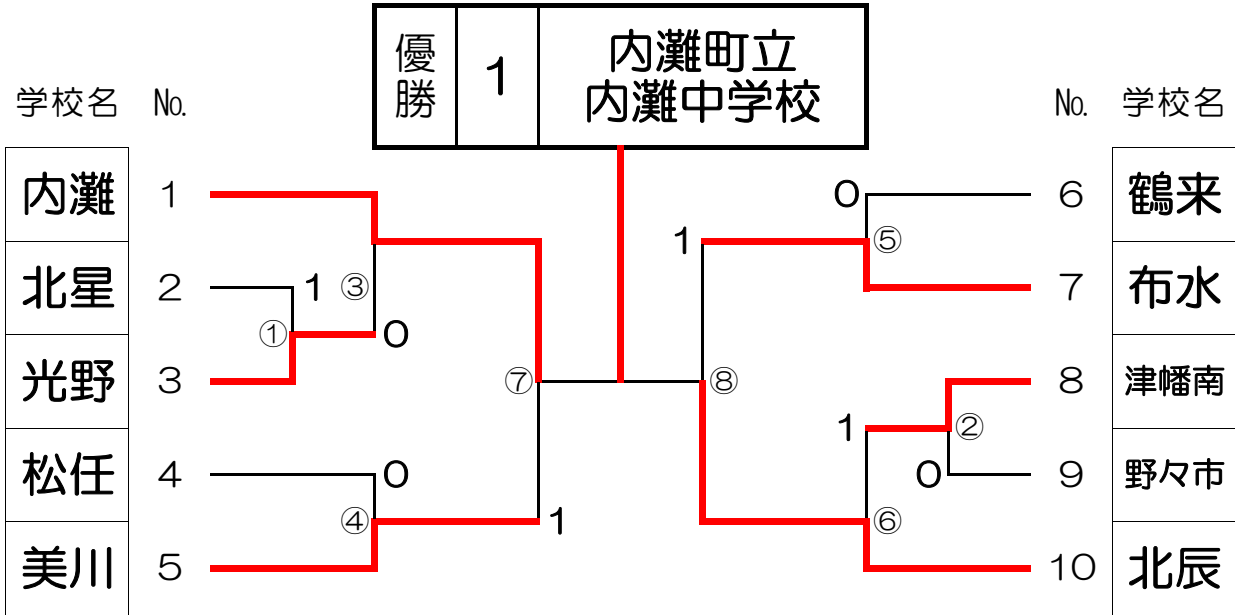 優勝 1 内灘町立
内灘中学校
学校名 No.
No. 学校名
内灘 1
北星 2 1 ③
① 0
光野 3
松任 4 0
④ 1
美川 5
⑦
⑧
0 6 鶴来
1 ⑤
7 布水
8 津幡南
1 ②
0 9 野々市
⑥
10 北辰